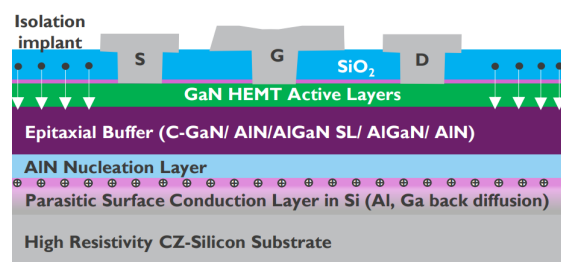 Isolation
implant
S
G
D
SiO2
GaN HEMT Active Layers
Epitaxial Buffer (C-GaN/ AlN/AlGaN SL/ AlGaN/ AlN)
AlN Nucleation Layer
Parasitic Surface Conduction Layer in Si (Al, Ga back diffusion)
High Resistivity CZ-Silicon Substrate